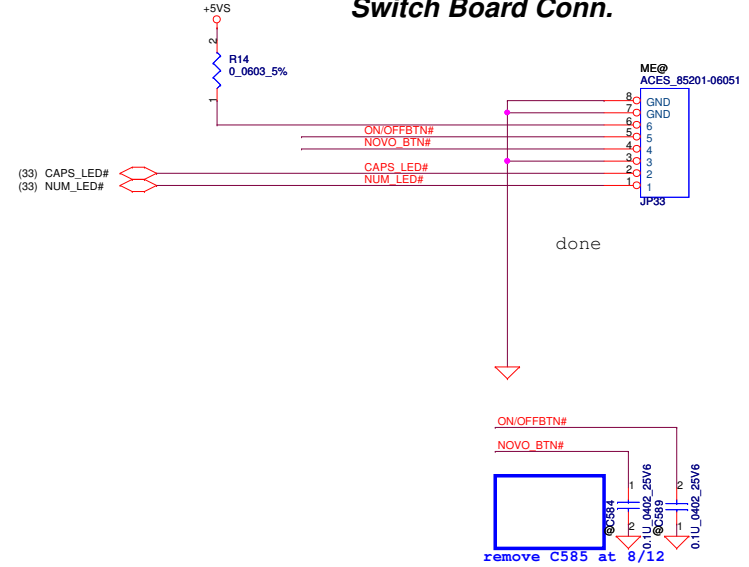 +5VS
Switch Board Conn.
2
R14
0_0603_5%
1
ME@
ACES_85201-06051
8 GND
7 GND
6 6
ON/OFFBTN# 5 5
NOVO_BTN# 4 4
3 3
(33) CAPS_LED# CAPS_LED# 2 2
(33) NUM_LED# NUM_LED# 1 1
JP33
done
ON/OFFBTN#
NOVO_BTN#
1
2
@C584
0.1U_0402_25V6
2
1
@C589
0.1U_0402_25V6
remove C585 at 8/12